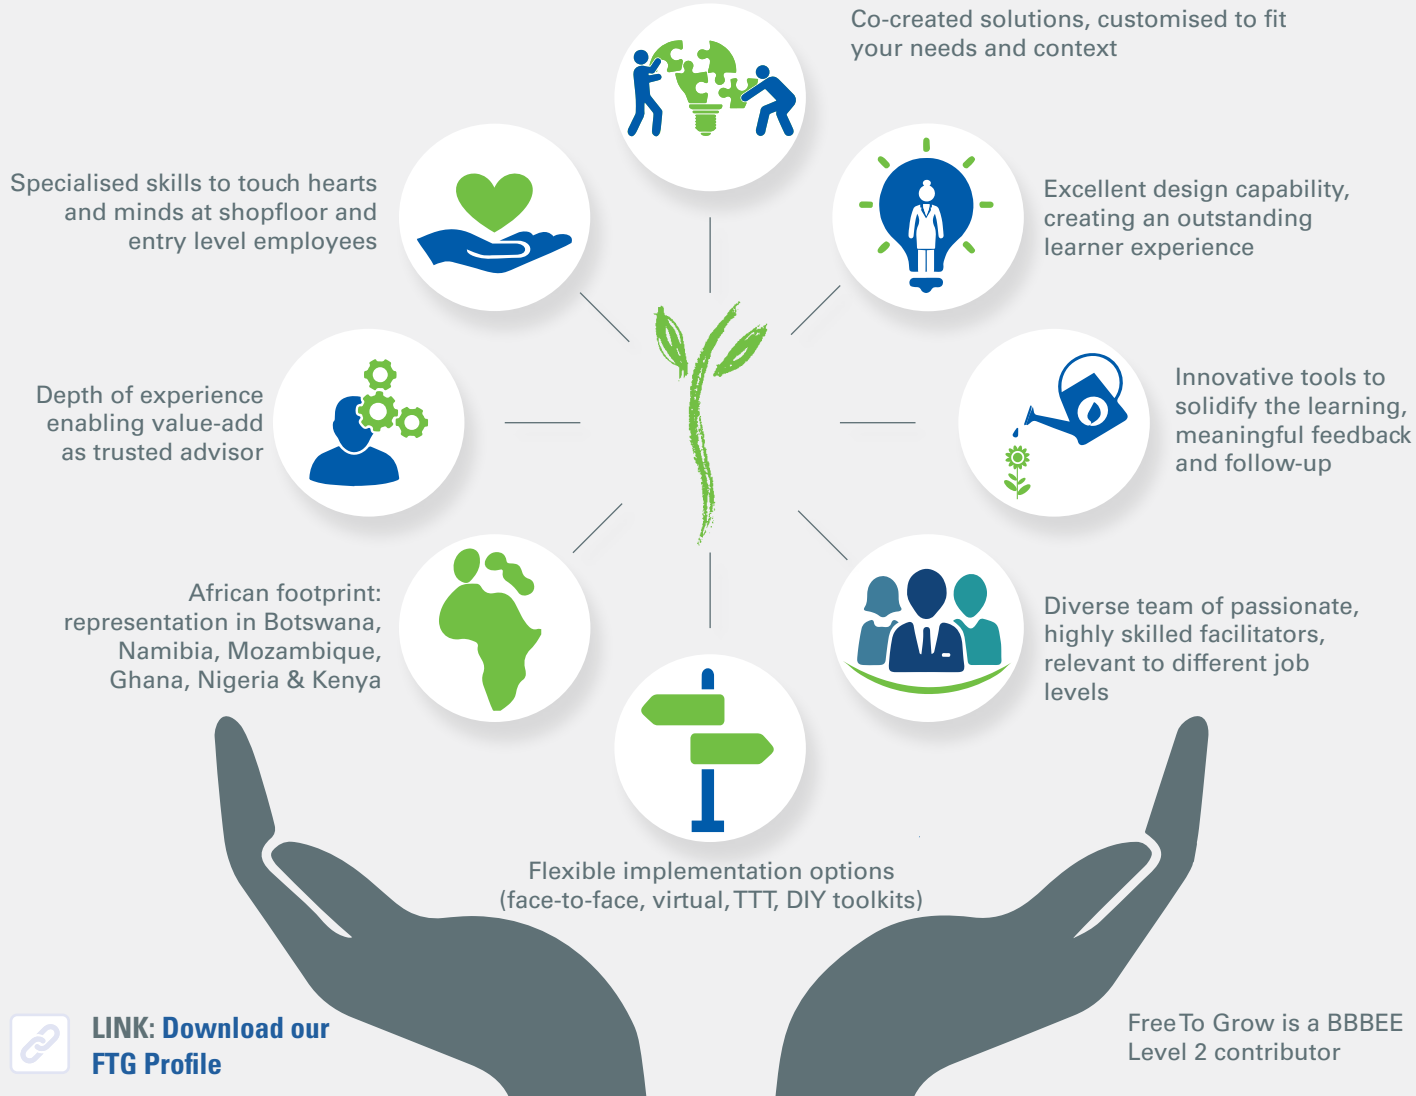 Co-created solutions, customised to fit
your needs and context
Specialised skills to touch hearts
and minds at shopfloor and
entry level employees
Excellent design capability,
creating an outstanding
learner experience
Depth of experience
enabling value-add
as trusted advisor
Innovative tools to
solidify the learning,
meaningful feedback
and follow-up
African footprint:
representation in Botswana,
Namibia, Mozambique,
Ghana, Nigeria & Kenya
Diverse team of passionate,
highly skilled facilitators,
relevant to different job
levels
Flexible implementation options
(face-to-face, virtual, TTT, DIY toolkits)
LINK: Download our
FTG Profile
Free To Grow is a BBBEE
Level 2 contributor